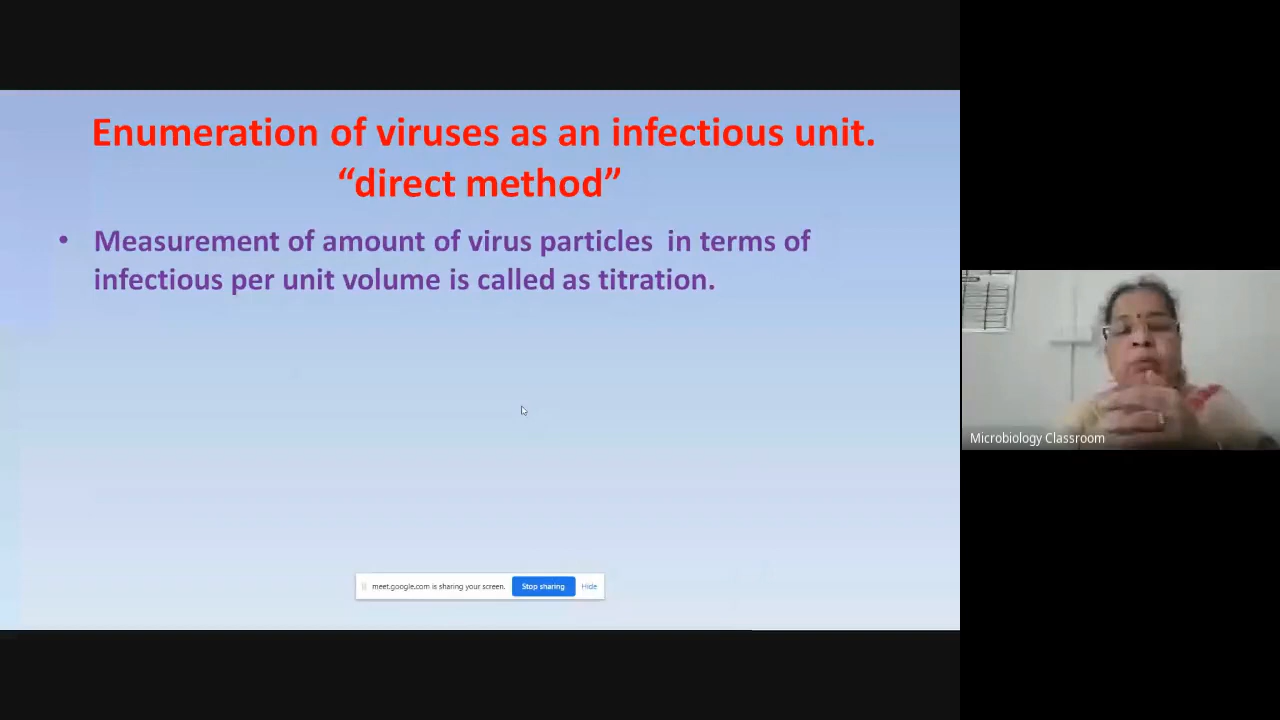 Enumeration of viruses as an infectious unit.
“direct method”
• Measurement of amount of virus particles in terms of
infectious per unit volume is called as titration.
Microbiology Classroom
meet.google.com is sharing your screen. Stop sharing Hide